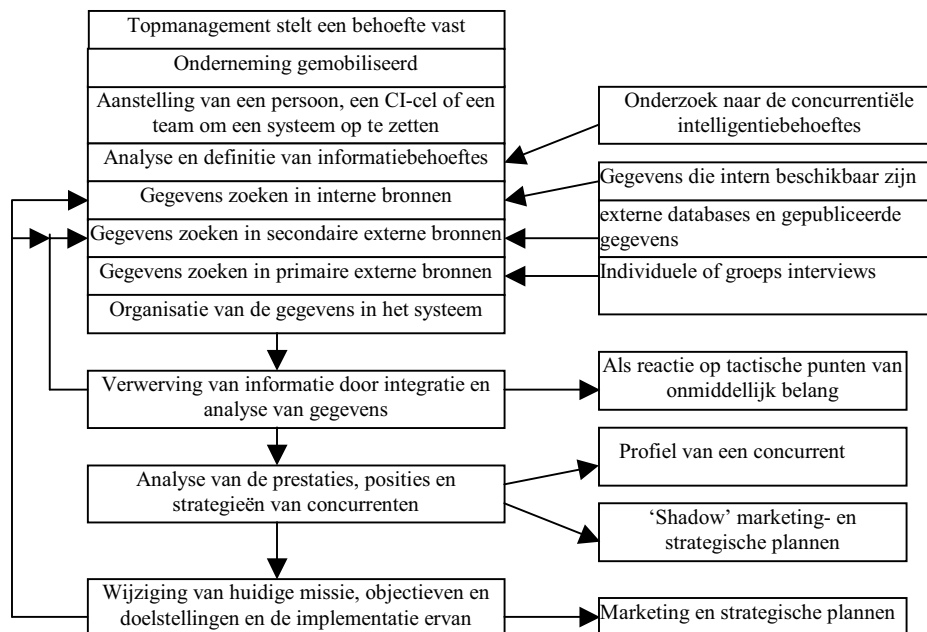 Topmanagement stelt een behoefte vast
Onderneming gemobiliseerd
Aanstelling van een persoon, een CI-cel of een
team om een systeem op te zetten
Analyse en definitie van informatiebehoeftes
Gegevens zoeken in interne bronnen
Gegevens zoeken in secondaire externe bronnen
Gegevens zoeken in primaire externe bronnen
Organisatie van de gegevens in het systeem
Onderzoek naar de concurrentiële
intelligentiebehoeftes
Gegevens die intern beschikbaar zijn
externe databases en gepubliceerde
gegevens
Individuele of groeps interviews
Verwerving van informatie door integratie en
analyse van gegevens
Als reactie op tactische punten van
onmiddellijk belang
Analyse van de prestaties, posities en
strategieën van concurrenten
Profiel van een concurrent
‘Shadow’ marketing- en
strategische plannen
Wijziging van huidige missie, objectieven en
doelstellingen en de implementatie ervan
Marketing en strategische plannen